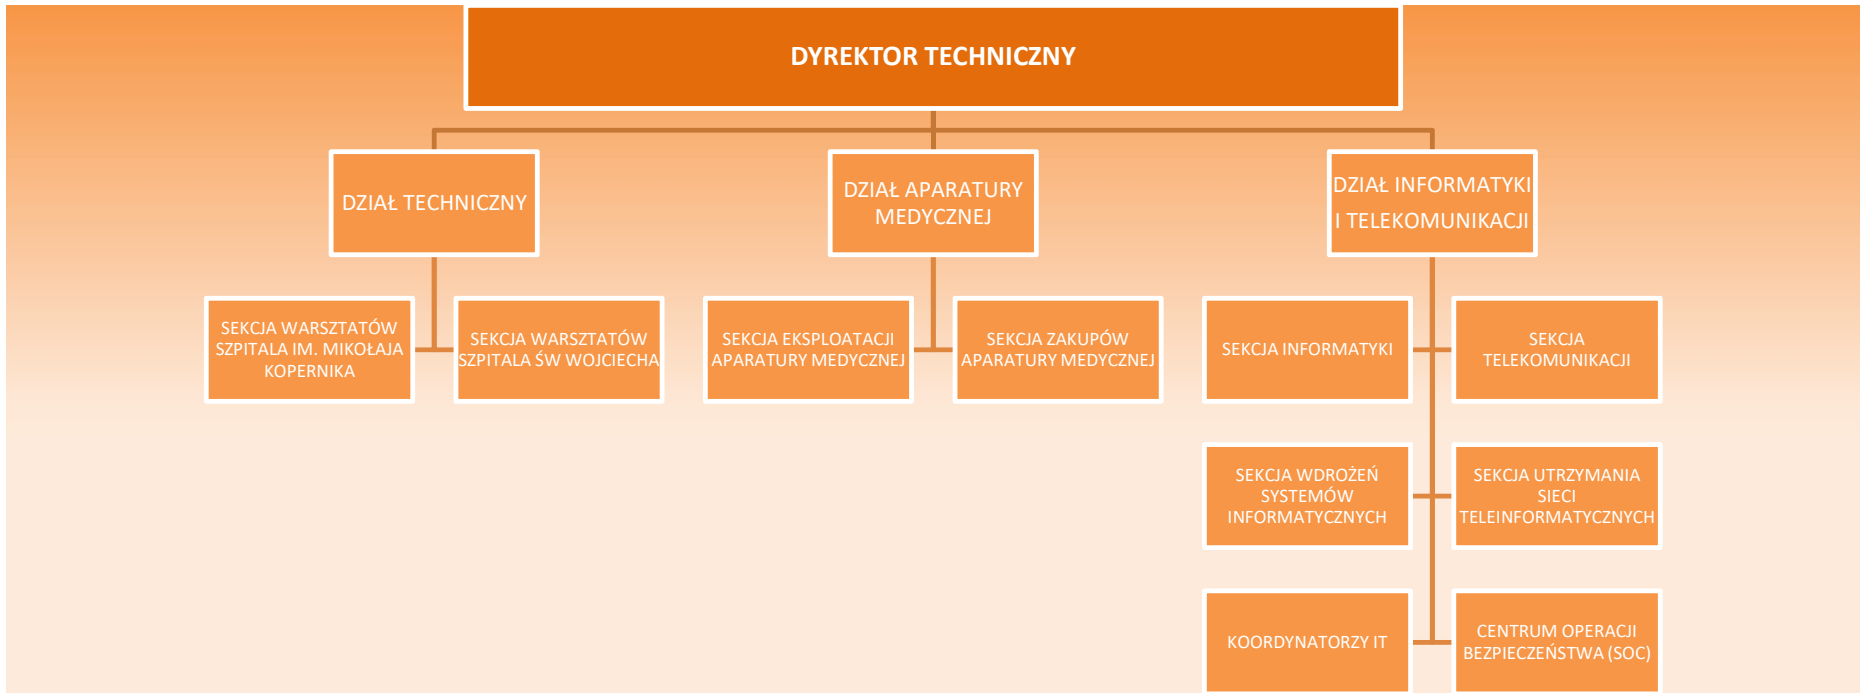 DYREKTOR TECHNICZNY
DZIAŁ TECHNICZNY
DZIAŁ APARATURY
MEDYCZNEJ
DZIAŁ INFORMATYKI
I TELEKOMUNIKACJI
SEKCJA WARSZTATÓW
SZPITALA IM. MIKOŁAJA
KOPERNIKA
SEKCJA WARSZTATÓW
SZPITALA ŚW WOJCIECHA
SEKCJA EKSPLOATACJI
APARATURY MEDYCZNEJ
SEKCJA ZAKUPÓW
APARATURY MEDYCZNEJ
SEKCJA INFORMATYKI
SEKCJA
TELEKOMUNIKACJI
SEKCJA WDROŻEŃ
SYSTEMÓW
INFORMATYCZNYCH
SEKCJA UTRZYMANIA
SIECI
TELEINFORMATYCZNYCH
KOORDYNATORZY IT
CENTRUM OPERACJI
BEZPIECZEŃSTWA (SOC)